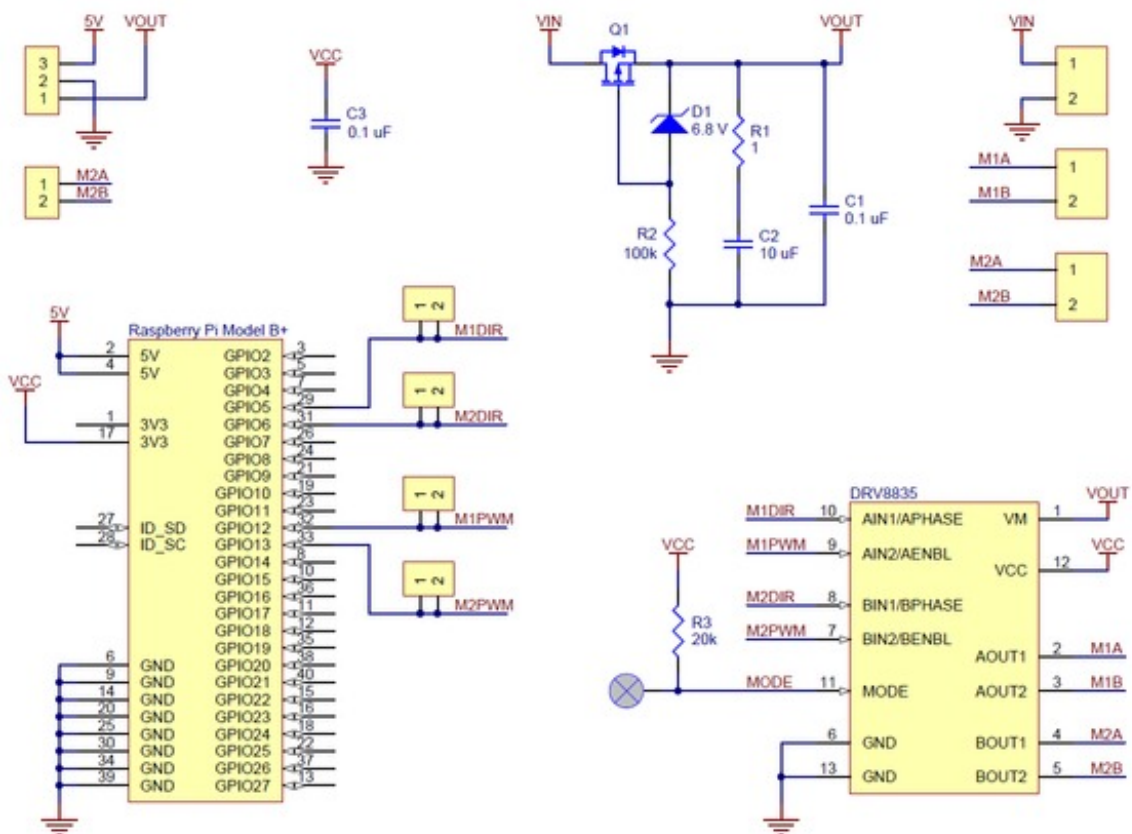 5V VOUT
3
2
1
VCC
C3
0.1 uF
1 M2A
2 M2B
VIN Q1 VOUT
D1
6.8 V
R1
1
C1
0.1 uF
R2
100k
C2
10 uF
VIN
1
2
M1A 1
M1B 2
M2A 1
M2B 2
5V
VCC
Raspberry Pi Model B+
2 5V GPIO2 3
4 5V GPIO3 5
GPIO4 7
GPIO5 29
1 3V3 GPIO6 31
17 3V3 GPIO7 26
GPIO8 24
GPIO9 21
GPIO10 19
GPIO11 23
27 ID_SD GPIO12 32
28 ID_SC GPIO13 33
GPIO14 8
GPIO15 10
GPIO16 36
GPIO17 11
GPIO18 12
GPIO19 35
6 GND GPIO20 38
9 GND GPIO21 40
14 GND GPIO22 15
20 GND GPIO23 16
25 GND GPIO24 18
30 GND GPIO25 22
34 GND GPIO26 37
39 GND GPIO27 13
1 2
M1DIR
1 2
M2DIR
1 2
M1PWM
1 2
M2PWM
DRV8835
M1DIR 10 AIN1/APHASE VM 1 VOUT
M1PWM 9 AIN2/AENBL
VCC 12 VCC
M2DIR 8 BIN1/BPHASE
M2PWM 7 BIN2/BENBL
VCC
R3
20k
AOUT1 2 M1A
MODE 11 MODE AOUT2 3 M1B
6 GND BOUT1 4 M2A
13 GND BOUT2 5 M2B